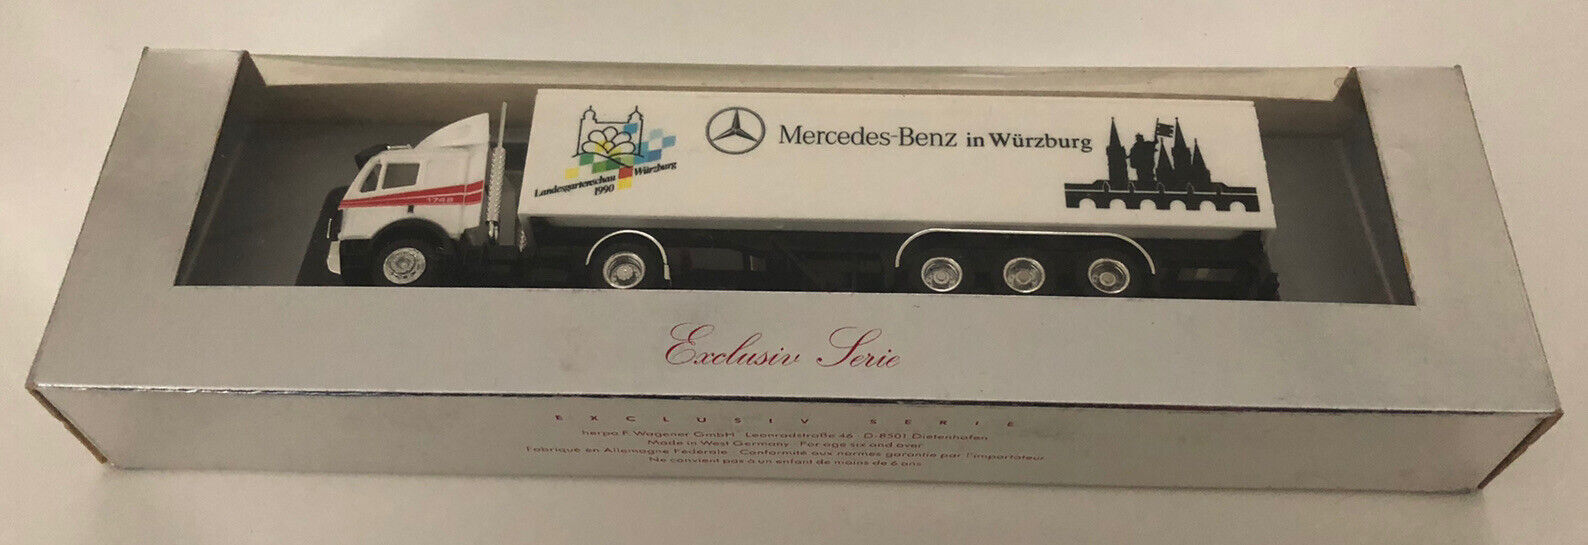 Landesgartenschau Würzburg
1990
Mercedes-Benz in Würzburg
1748
Exclusiv Serie
EXCLUSIV SERIE
herpa F. Wagener GmbH · Leonrodstraße 46 · D-8501 Dietenhofen
Made in West Germany · For age six and over
Fabriqué en Allemagne Fédérale · Conformité aux normes garantie par l'importateur
Ne convient pas à un enfant de moins de 6 ans